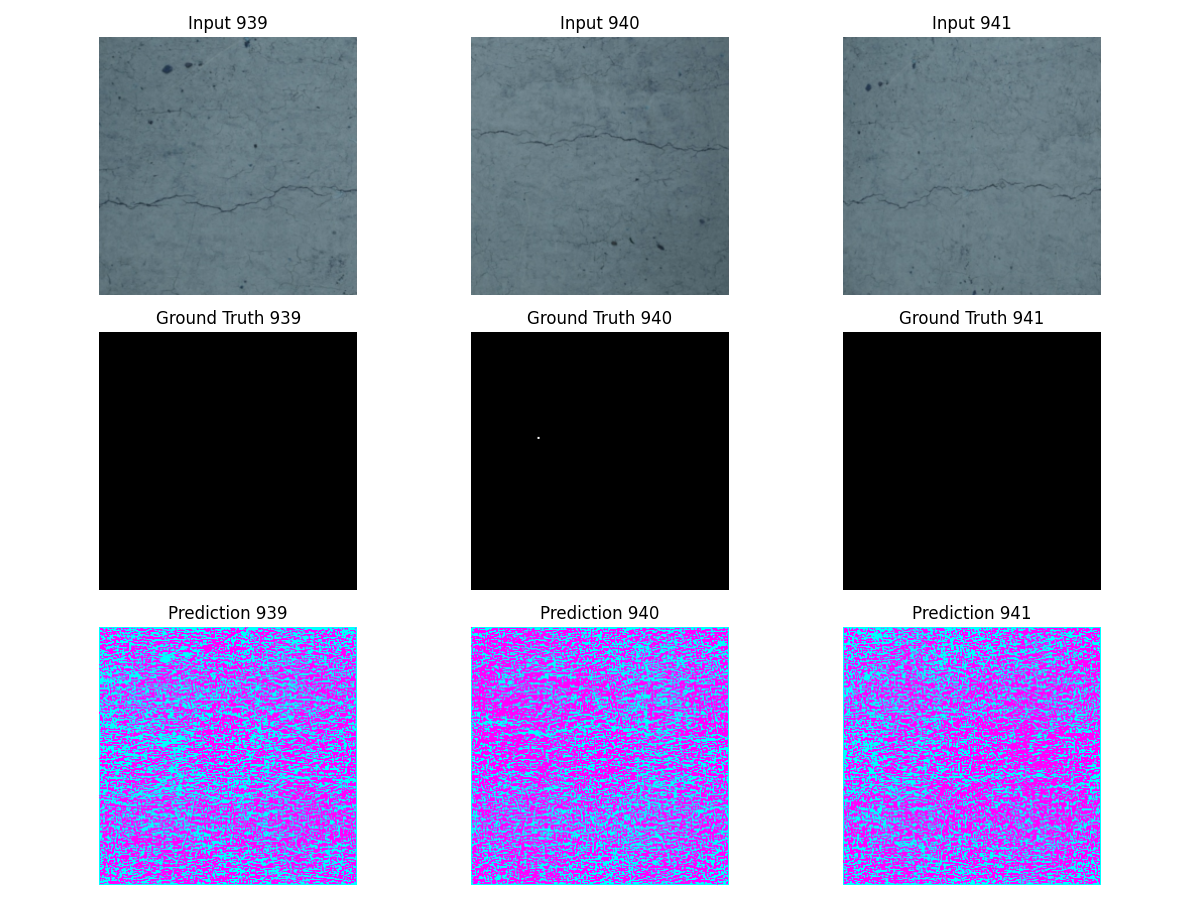 Input 939
Input 940
Input 941
Ground Truth 939
Ground Truth 940
Ground Truth 941
Prediction 939
Prediction 940
Prediction 941